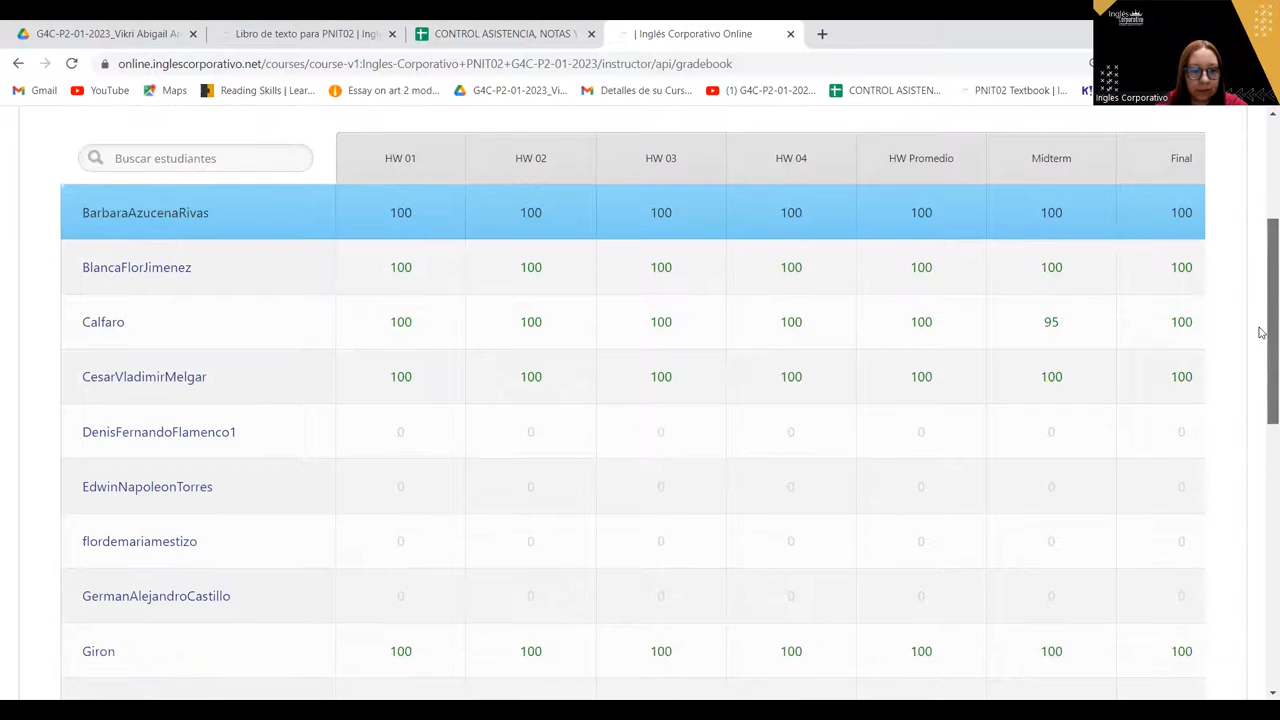 G4C-P2-01-2023_Vikri Abigail Ar
Libro de texto para PNIT02 | Ingl
CONTROL ASISTENCIA, NOTAS Y
| Inglés Corporativo Online
online.inglescorporativo.net/courses/course-v1:Ingles-Corporativo+PNIT02+G4C-P2-01-2023/instructor/api/gradebook
Gmail YouTube Maps Reading Skills | Lear... Essay on art 2 mod... G4C-P2-01-2023_Vi... Detalles de su Curs... (1) G4C-P2-01-202... CONTROL ASISTEN... PNIT02 Textbook | I...
Inglés
Corporativo
Ingles Corporativo
Buscar estudiantes HW 01 HW 02 HW 03 HW 04 HW Promedio Midterm Final
BarbaraAzucenaRivas 100 100 100 100 100 100 100
BlancaFlorJimenez 100 100 100 100 100 100 100
Calfaro 100 100 100 100 100 95 100
CesarVladimirMelgar 100 100 100 100 100 100 100
DenisFernandoFlamenco1 0 0 0 0 0 0 0
EdwinNapoleonTorres 0 0 0 0 0 0 0
flordemariamestizo 0 0 0 0 0 0 0
GermanAlejandroCastillo 0 0 0 0 0 0 0
Giron 100 100 100 100 100 100 100